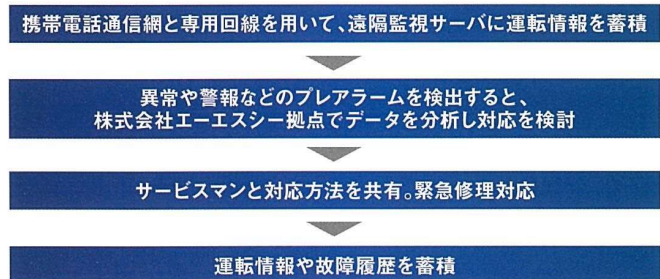 携帯電話通信網と専用回線を用いて、遠隔監視サーバに運転情報を蓄積
異常や警報などのプレアラームを検出すると、
株式会社エーエスシー拠点でデータを分析し対応を検討
サービスマンと対応方法を共有。緊急修理対応
運転情報や故障履歴を蓄積